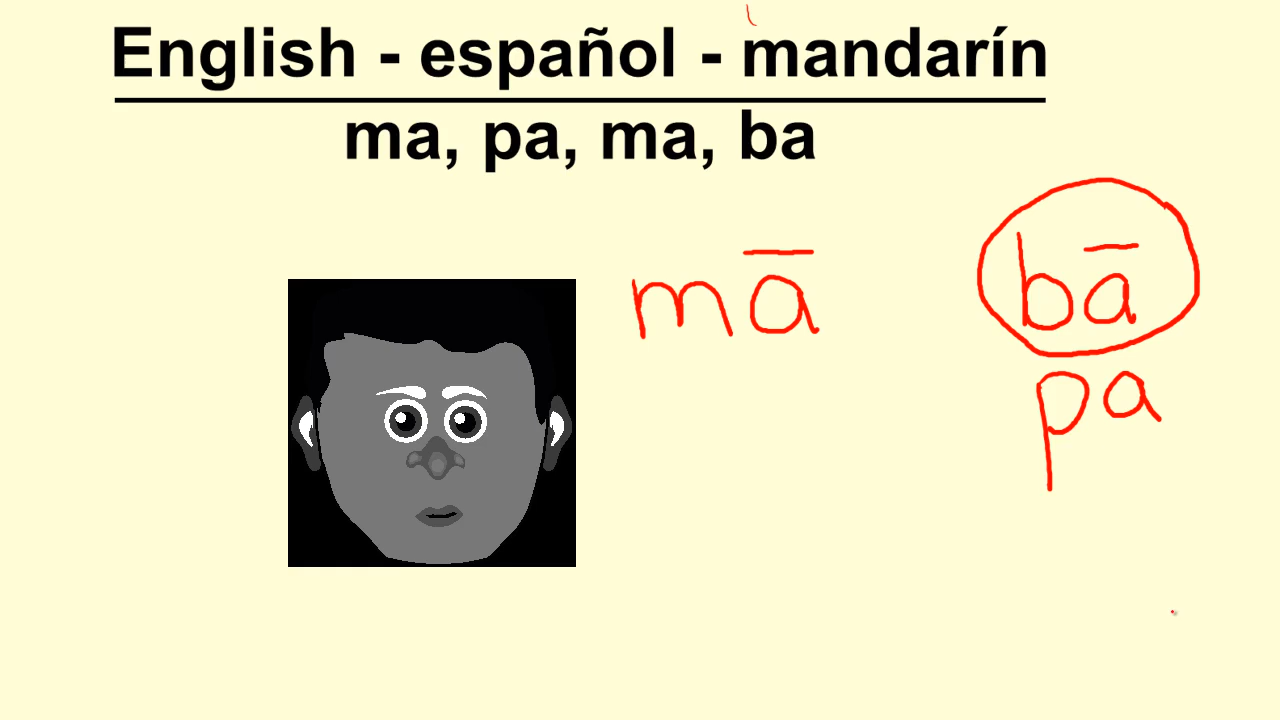 English - español - mandarín
ma, pa, ma, ba
mā bā
pa